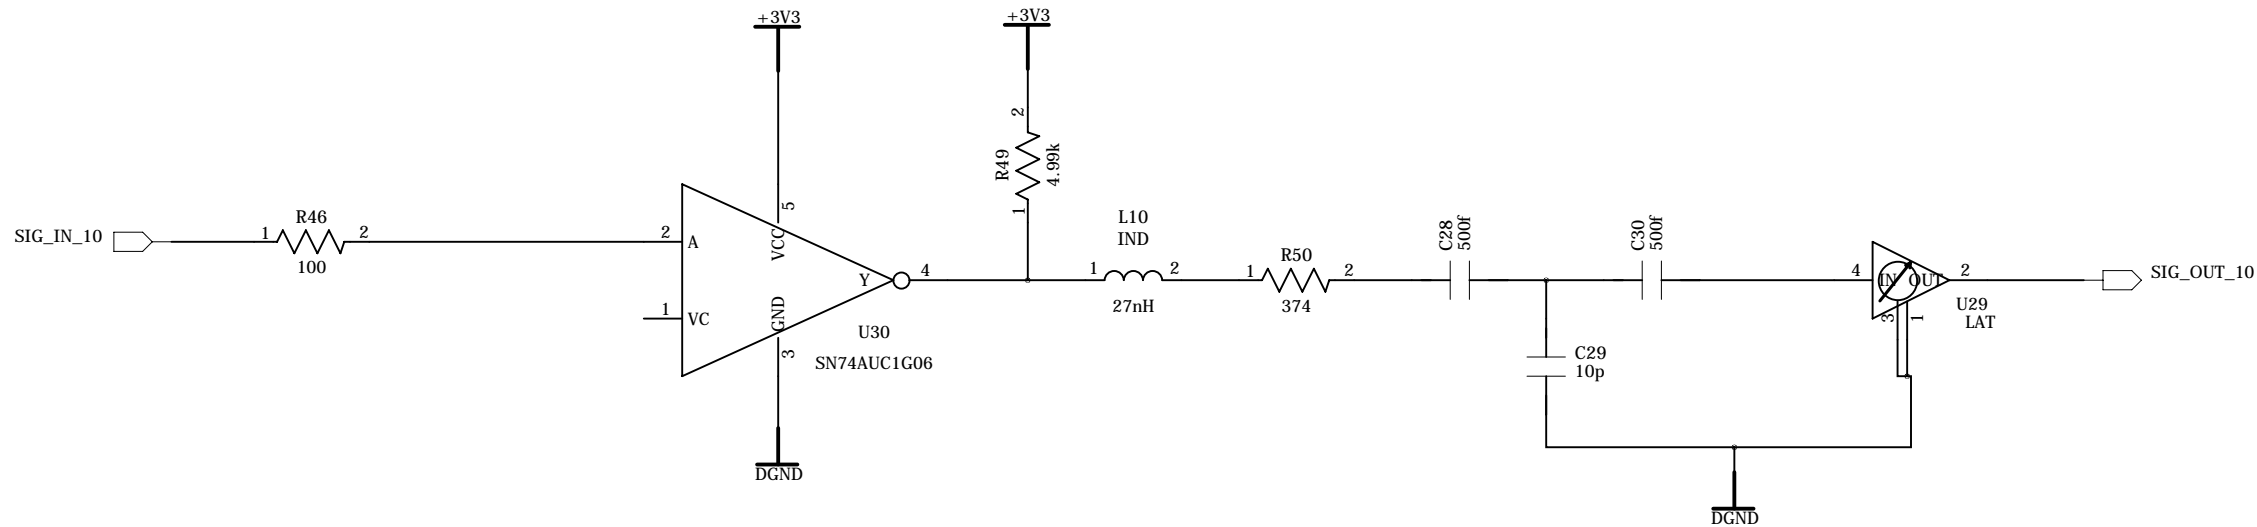 +3V3
+3V3
2
R49
4.99k
1
SIG_IN_10
1
R46
2
100
2
A
5
VCC
1
VC
GND
3
Y
4
U30
SN74AUC1G06
DGND
L10
IND
1
2
27nH
1
R50
2
374
C28
500f
C30
500f
C29
10p
4
IN
OUT
2
3
1
U29
LAT
SIG_OUT_10
DGND